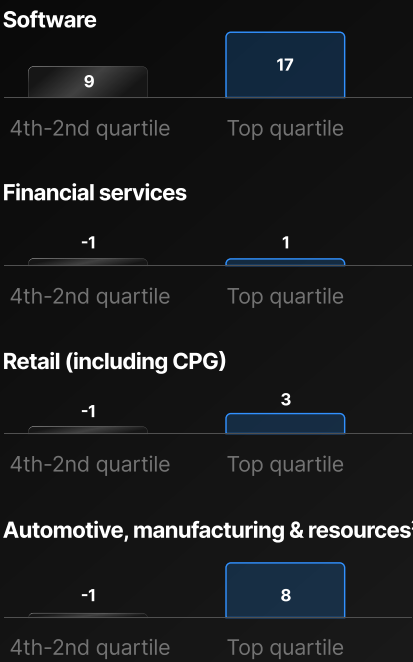 Software
9 17
4th-2nd quartile Top quartile
Financial services
-1 1
4th-2nd quartile Top quartile
Retail (including CPG)
-1 3
4th-2nd quartile Top quartile
Automotive, manufacturing & resources
-1 8
4th-2nd quartile Top quartile